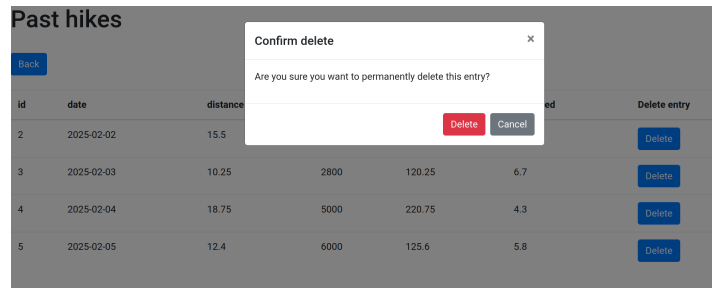 Past hikes
Confirm delete ×
Back
Are you sure you want to permanently delete this entry?
id date distance Delete entry
Delete Cancel
2 2025-02-02 15.5 Delete
3 2025-02-03 10.25 2800 120.25 6.7 Delete
4 2025-02-04 18.75 5000 220.75 4.3 Delete
5 2025-02-05 12.4 6000 125.6 5.8 Delete